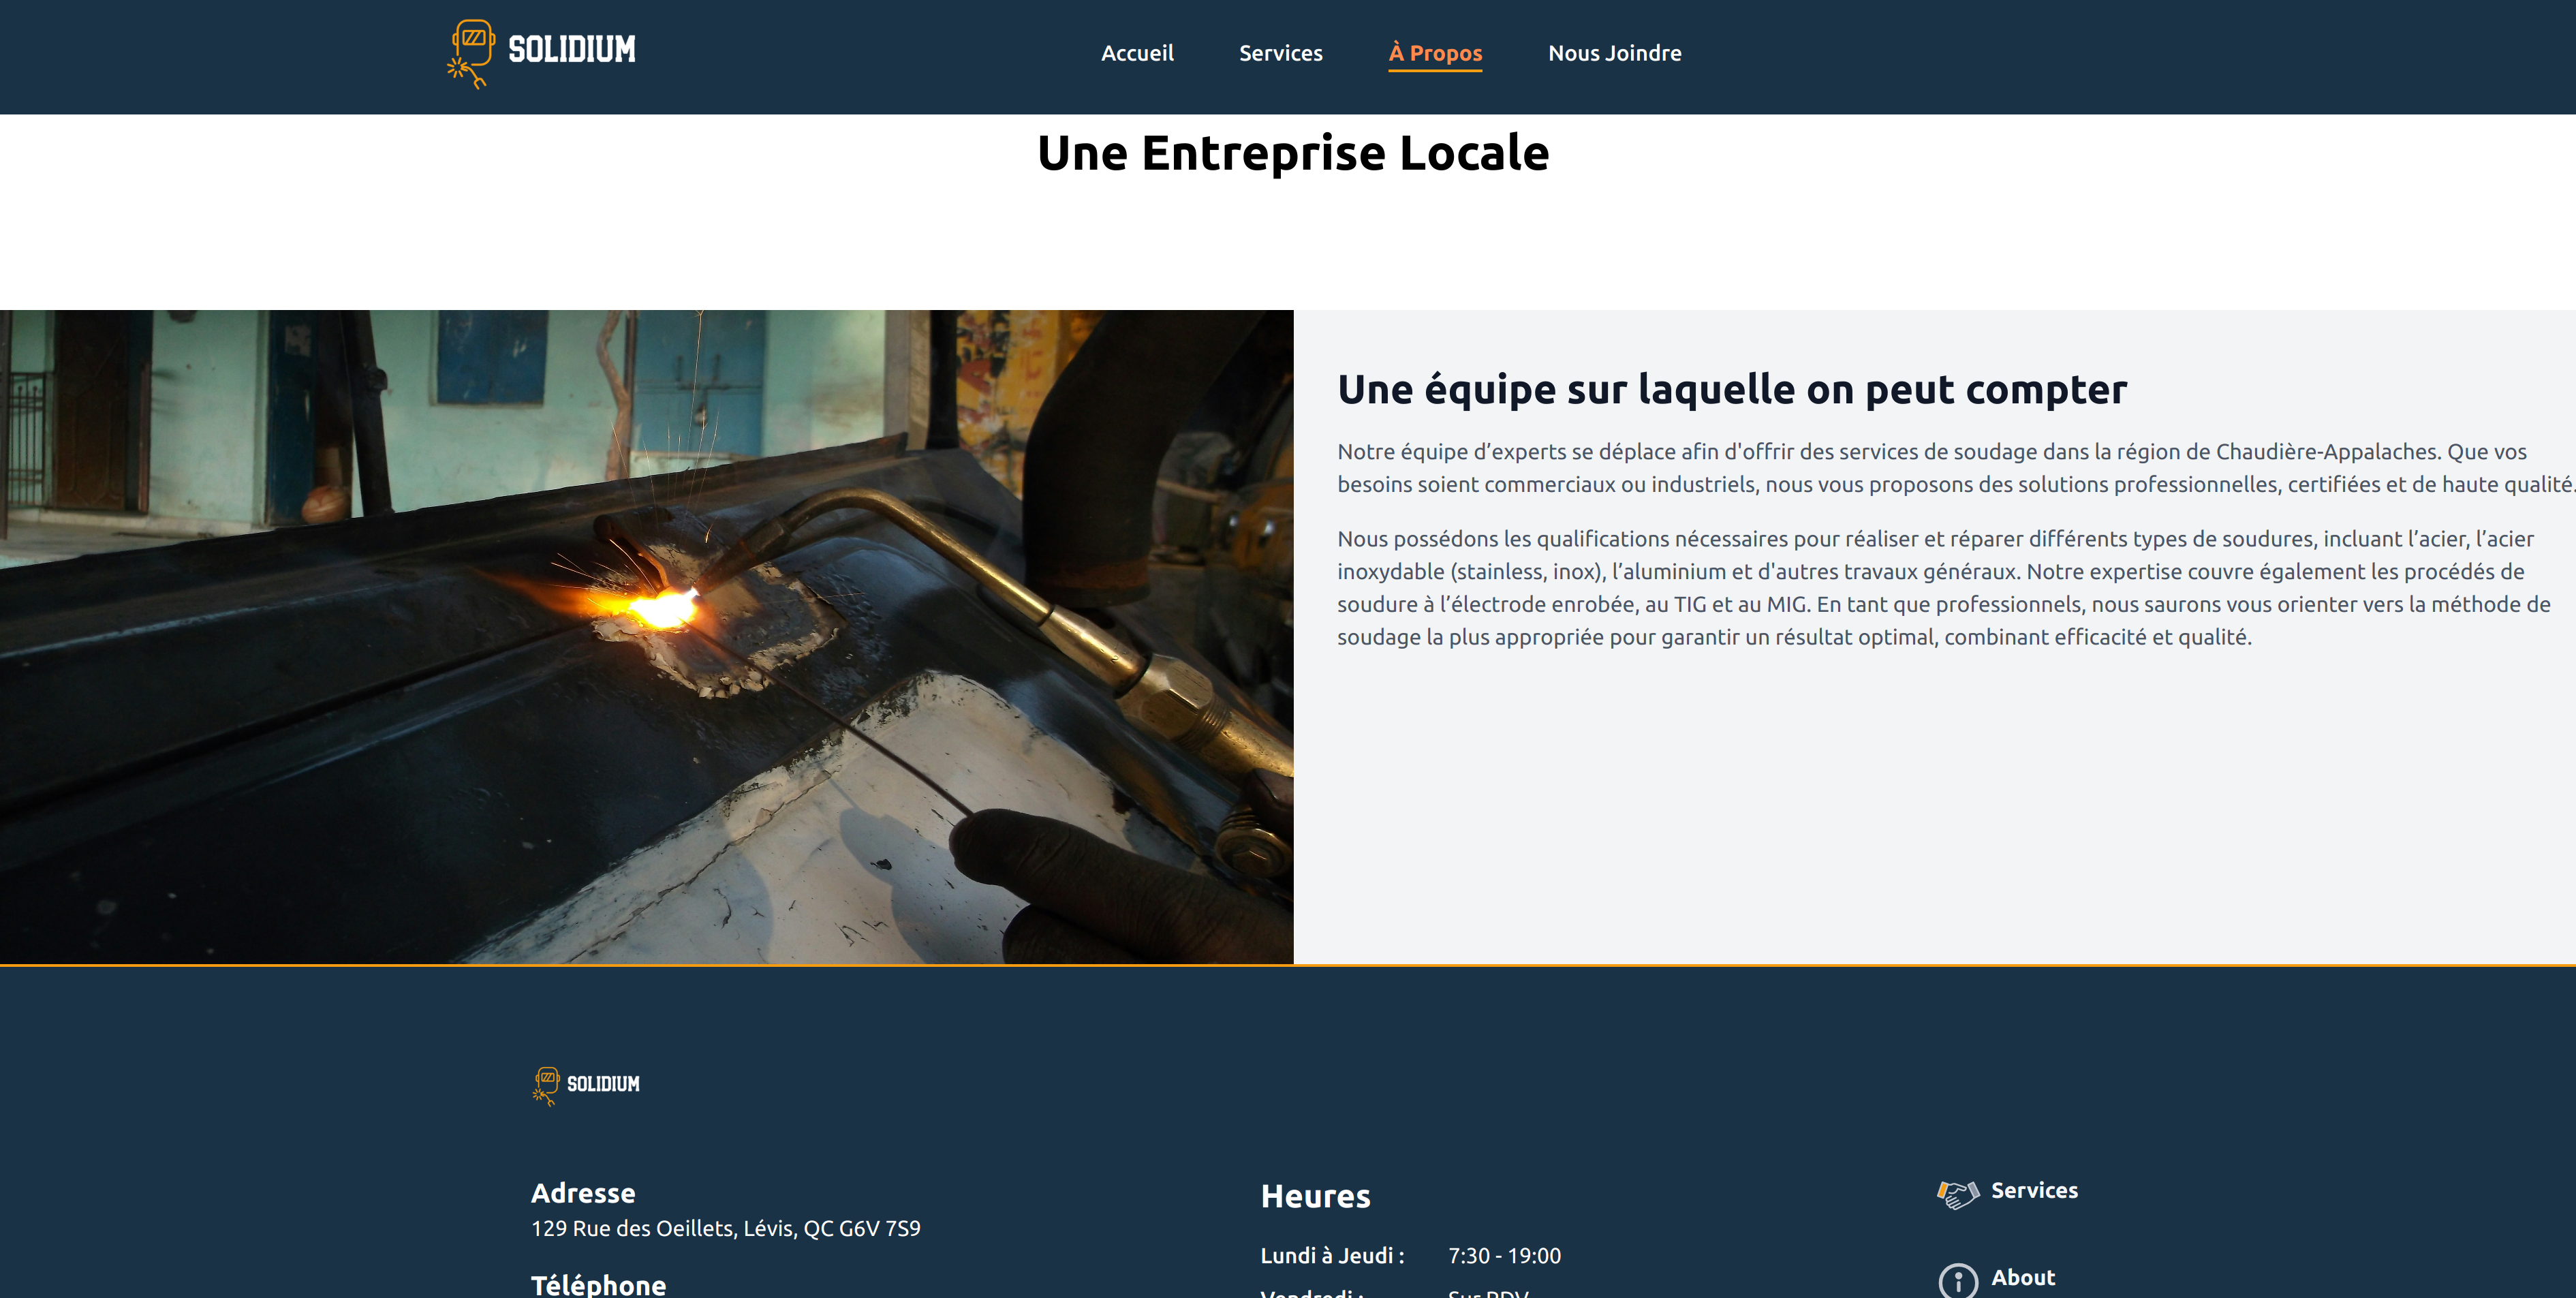 SOLIDIUM
Accueil Services À Propos Nous Joindre
Une Entreprise Locale
Une équipe sur laquelle on peut compter
Notre équipe d’experts se déplace afin d'offrir des services de soudage dans la région de Chaudière-Appalaches. Que vos
besoins soient commerciaux ou industriels, nous vous proposons des solutions professionnelles, certifiées et de haute qualité.
Nous possédons les qualifications nécessaires pour réaliser et réparer différents types de soudures, incluant l’acier, l’acier
inoxydable (stainless, inox), l’aluminium et d'autres travaux généraux. Notre expertise couvre également les procédés de
soudure à l’électrode enrobée, au TIG et au MIG. En tant que professionnels, nous saurons vous orienter vers la méthode de
soudage la plus appropriée pour garantir un résultat optimal, combinant efficacité et qualité.
SOLIDIUM
Adresse
129 Rue des Oeillets, Lévis, QC G6V 7S9
Téléphone
Heures
Lundi à Jeudi : 7:30 - 19:00
Vendredi : Sur RDV
Services
About